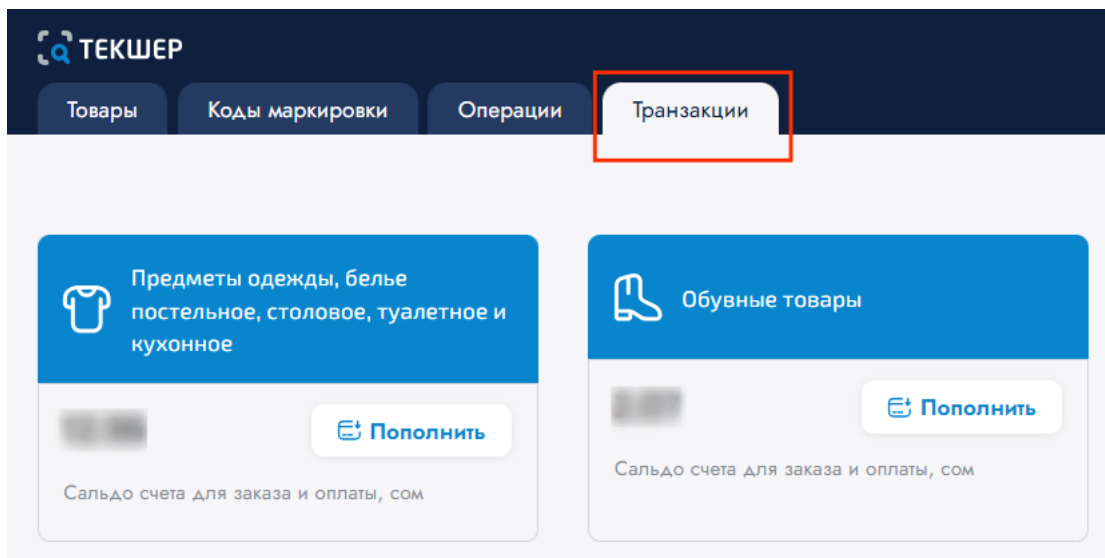 ТЕКШЕР
Товары
Коды маркировки
Операции
Транзакции
Предметы одежды, белье
постельное, столовое, туалетное и
кухонное
Обувные товары
Пополнить
Пополнить
Сальдо счета для заказа и оплаты, сом
Сальдо счета для заказа и оплаты, сом